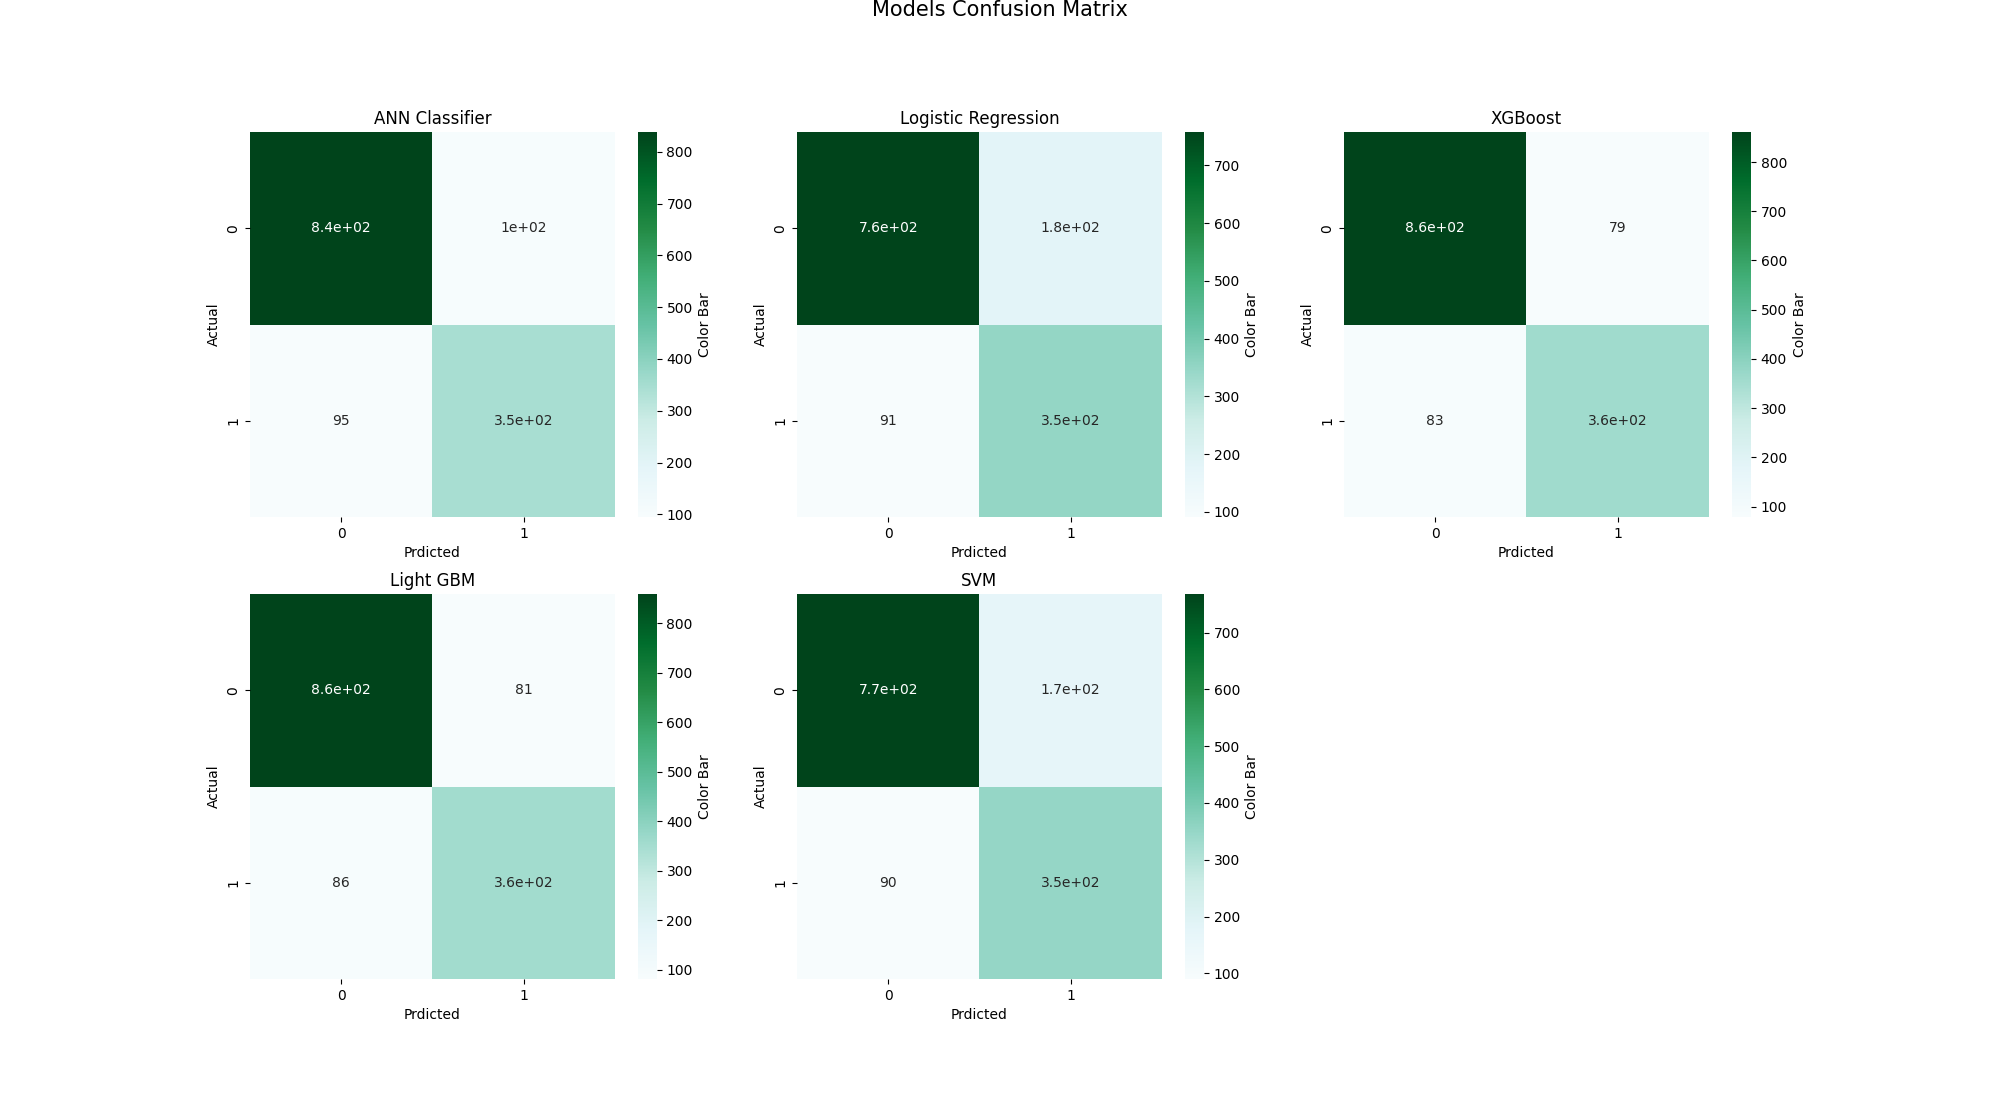 Models Confusion Matrix
ANN Classifier
8.4e+02 1e+02
95 3.5e+02
0
1
Actual
0 1
Prdicted
800
700
600
500
400
300
200
100
Color Bar
Logistic Regression
7.6e+02 1.8e+02
91 3.5e+02
0
1
Actual
0 1
Prdicted
700
600
500
400
300
200
100
Color Bar
XGBoost
8.6e+02 79
83 3.6e+02
0
1
Actual
0 1
Prdicted
800
700
600
500
400
300
200
100
Color Bar
Light GBM
8.6e+02 81
86 3.6e+02
0
1
Actual
0 1
Prdicted
800
700
600
500
400
300
200
100
Color Bar
SVM
7.7e+02 1.7e+02
90 3.5e+02
0
1
Actual
0 1
Prdicted
700
600
500
400
300
200
100
Color Bar